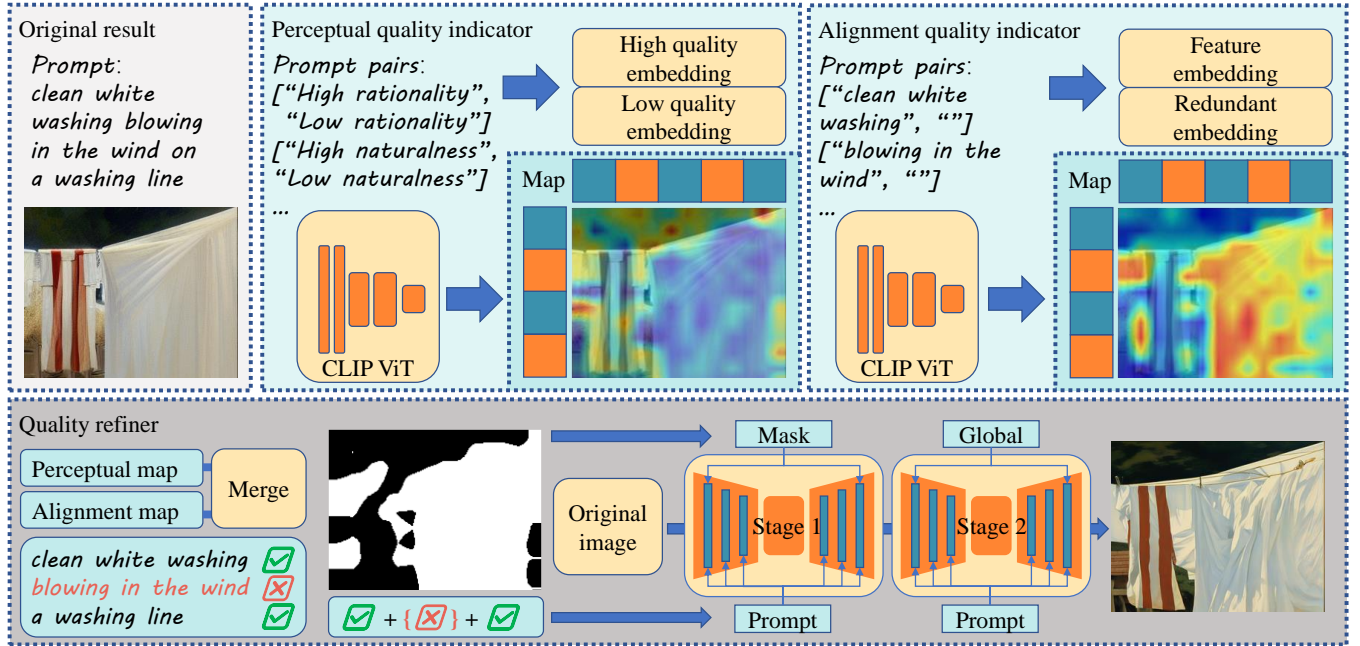 Original result
Prompt:
clean white
washing blowing
in the wind on
a washing line
Perceptual quality indicator
Prompt pairs:
[“High rationality”,
“Low rationality”]
[“High naturalness”,
“Low naturalness”]
...
High quality
embedding
Low quality
embedding
Map
CLIP ViT
Alignment quality indicator
Prompt pairs:
[“clean white
washing”, “”]
[“blowing in the
wind”, “”]
...
Feature
embedding
Redundant embedding
Map
CLIP ViT
Quality refiner
Perceptual map
Alignment map
Merge
clean white washing
blowing in the wind
a washing line
+ { } +
Original
image
Mask
Stage 1
Prompt
Global
Stage 2
Prompt